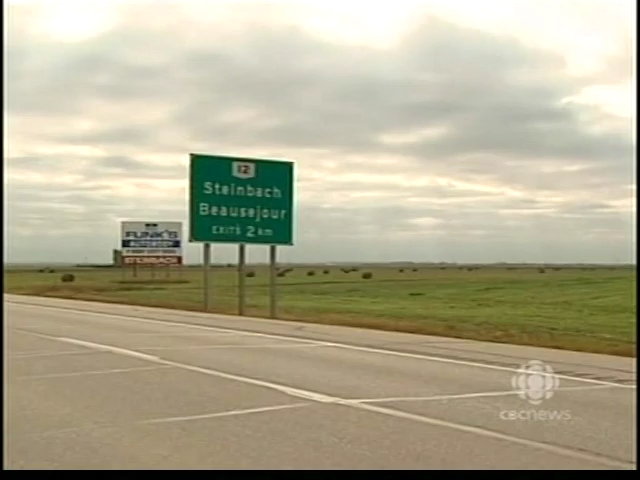 12
Steinbach
Beausejour
EXITS 2 km
FUNK'S
STEINBACH
cbcnews